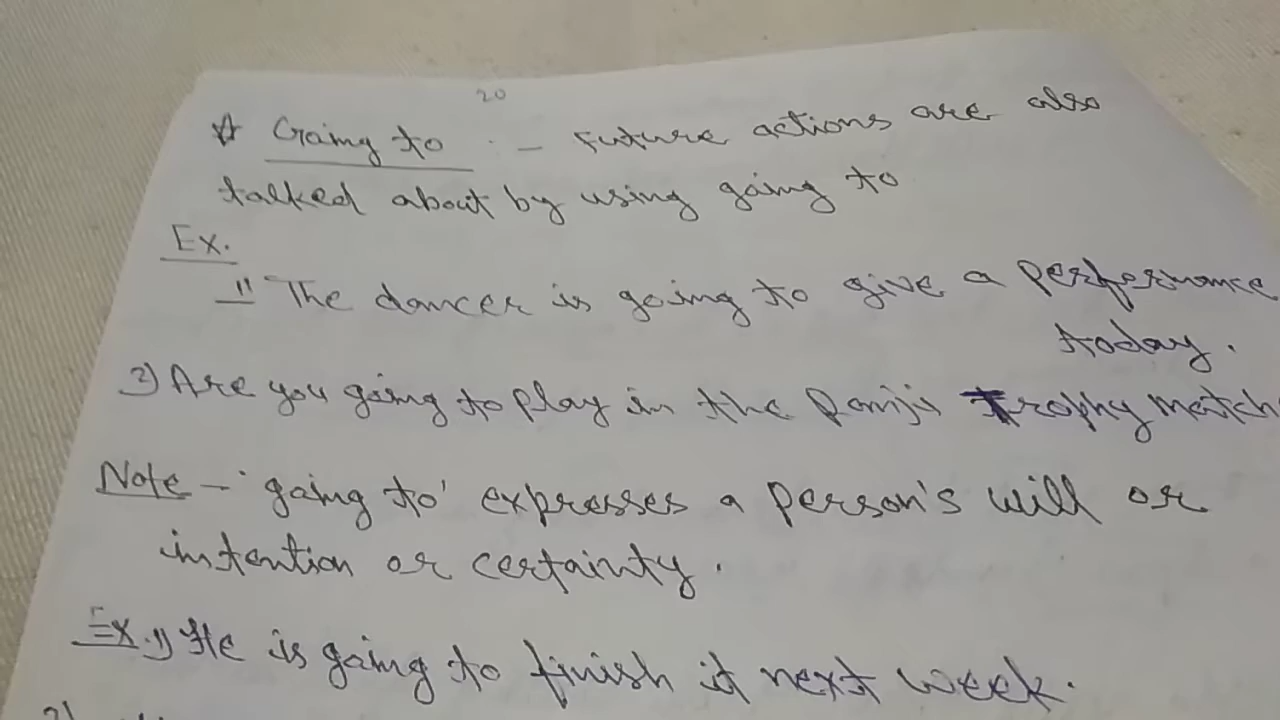 20
☆ Going to :- Future actions are also
talked about by using going to
Ex.
1) The dancer is going to give a performance
today.
2) Are you going to play in the Ranji Trophy match
Note - 'going to' expresses a person's will or
intention or certainty.
Ex. 1) He is going to finish it next week.
2)